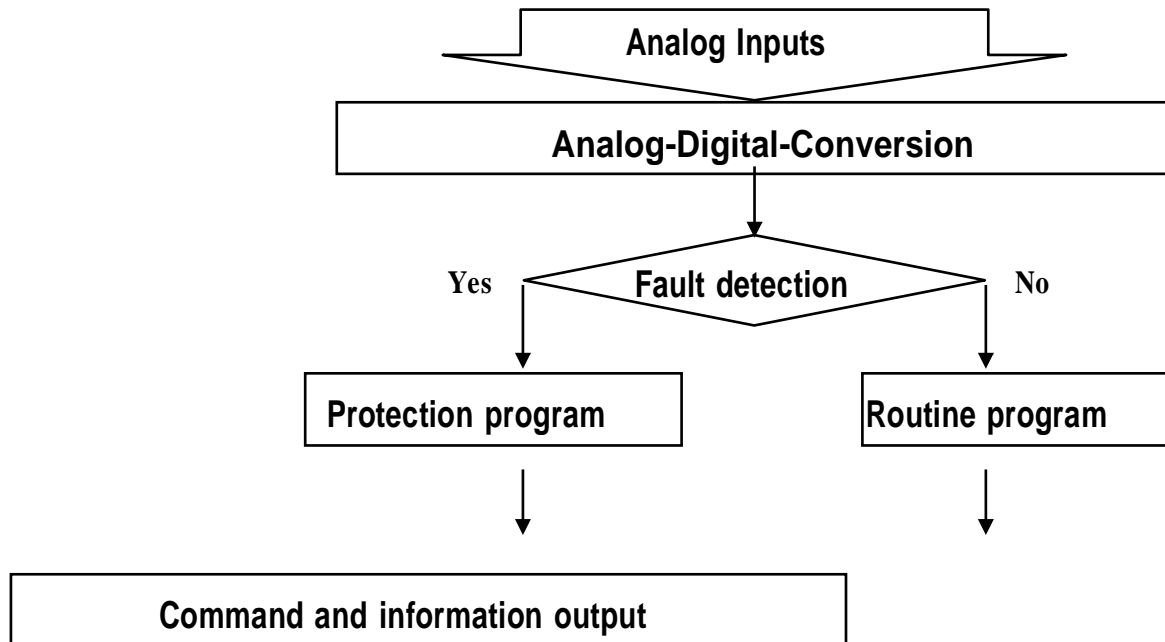 Analog Inputs
Analog-Digital-Conversion
Yes
Fault detection
No
Protection program
Routine program
Command and information output